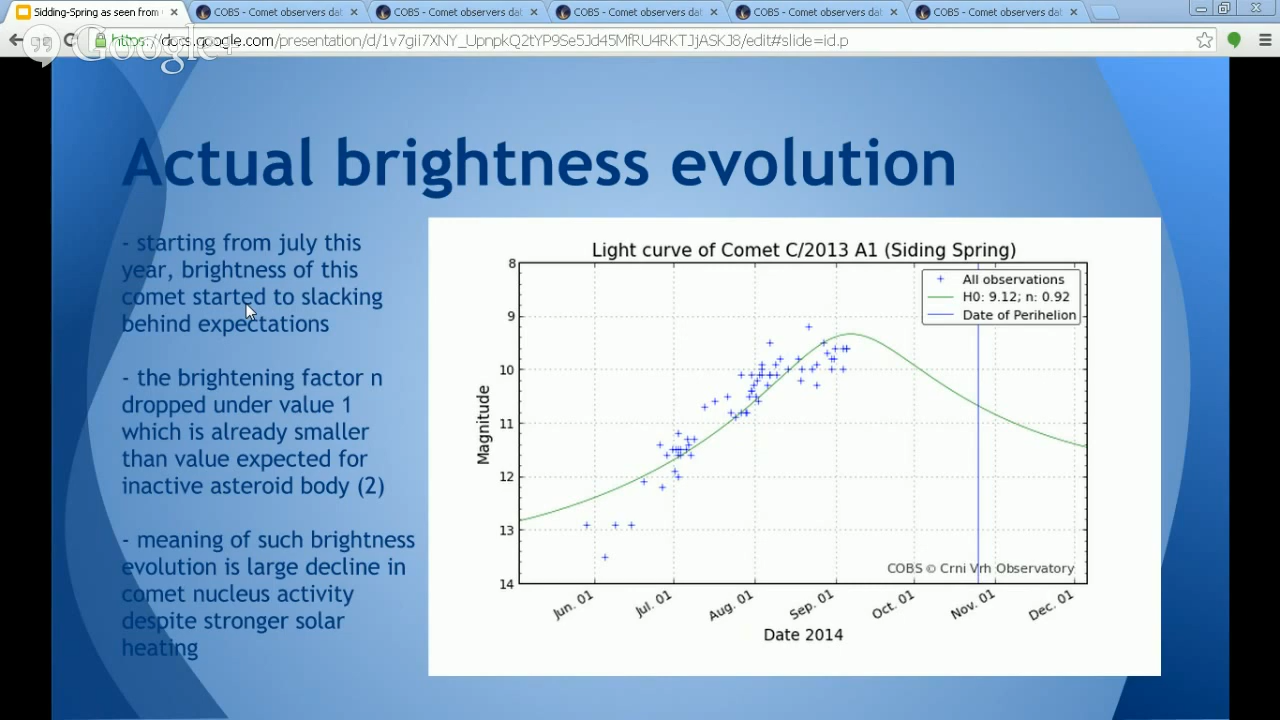 Sidding-Spring as seen from
COBS - Comet observers da
COBS - Comet observers dat
COBS - Comet observers dat
COBS - Comet observers dat
COBS - Comet observers dat
Google+
Actual brightness evolution
- starting from july this
year, brightness of this
comet started to slacking
behind expectations
- the brightening factor n
dropped under value 1
which is already smaller
than value expected for
inactive asteroid body (2)
- meaning of such brightness
evolution is large decline in
comet nucleus activity
despite stronger solar
heating
Light curve of Comet C/2013 A1 (Siding Spring)
All observations
H0: 9.12; n: 0.92
Date of Perihelion
8
9
10
11
12
13
14
Magnitude
COBS © Crni Vrh Observatory
Jun. 01
Jul. 01
Aug. 01
Sep. 01
Oct. 01
Nov. 01
Dec. 01
Date 2014